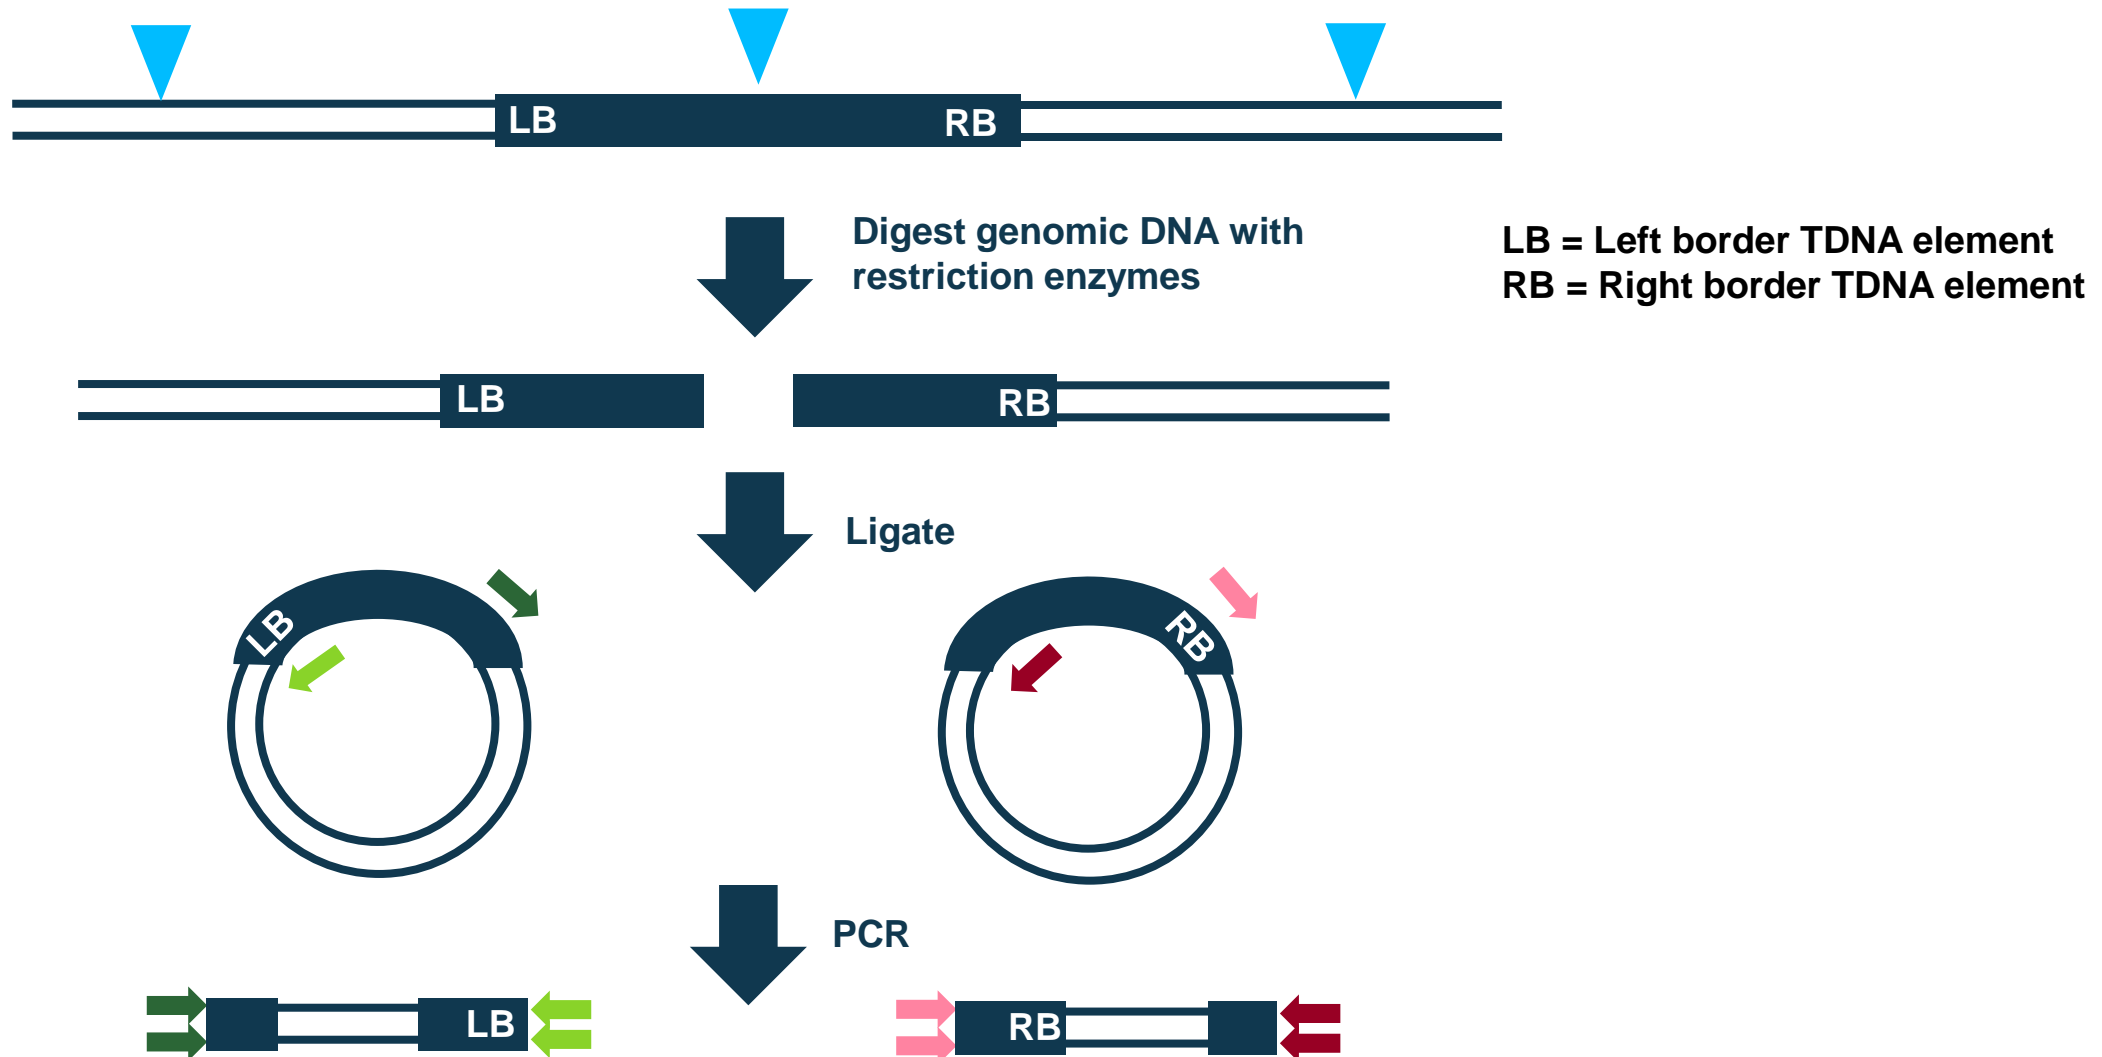 LB
RB
Digest genomic DNA with
restriction enzymes
LB = Left border TDNA element
RB = Right border TDNA element
LB
RB
Ligate
LB
RB
PCR
LB
RB